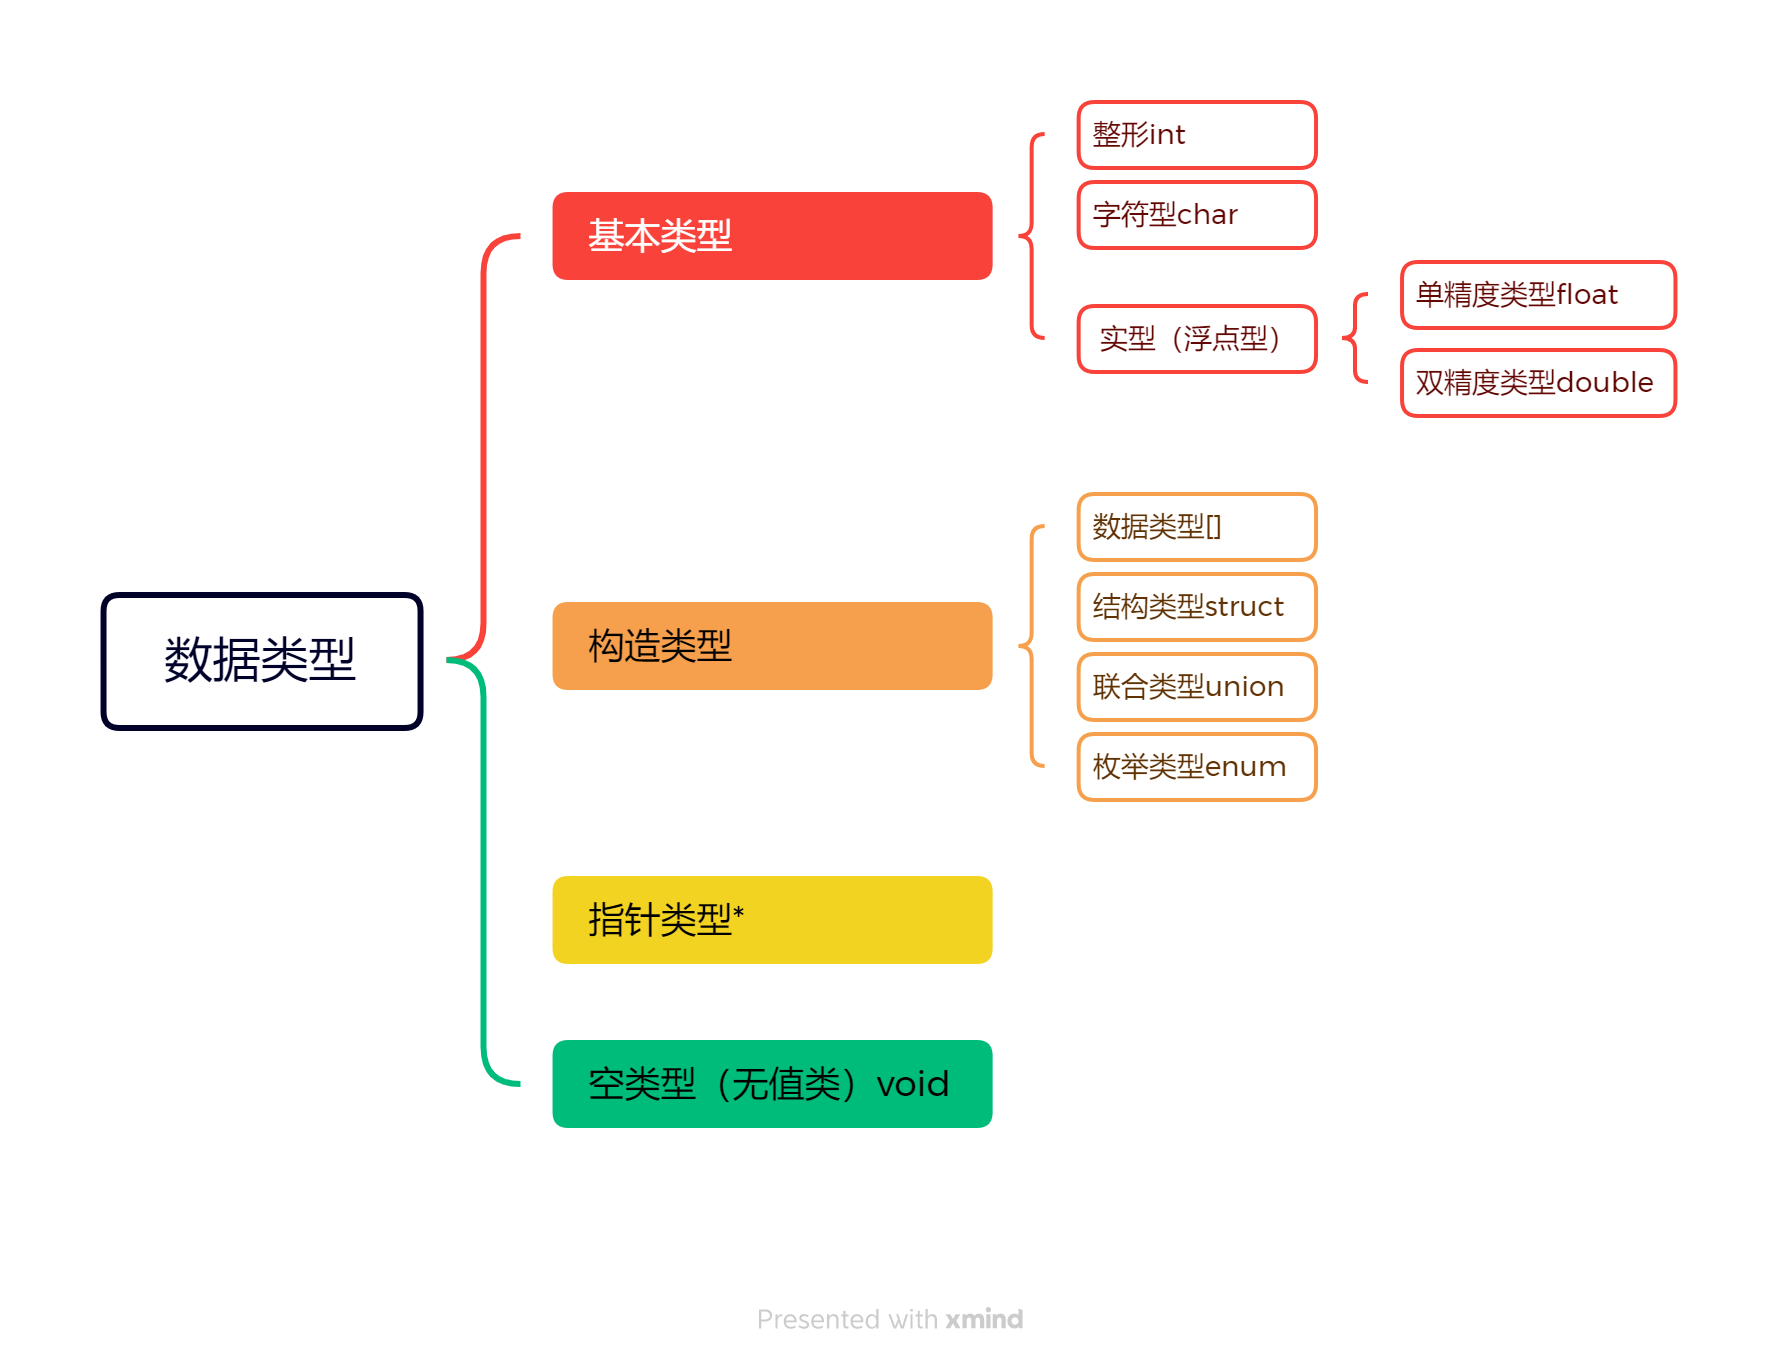 数据类型
基本类型
整形int
字符型char
实型（浮点型）
单精度类型float
双精度类型double
构造类型
数据类型[]
结构类型struct
联合类型union
枚举类型enum
指针类型*
空类型（无值类）void
Presented with xmind